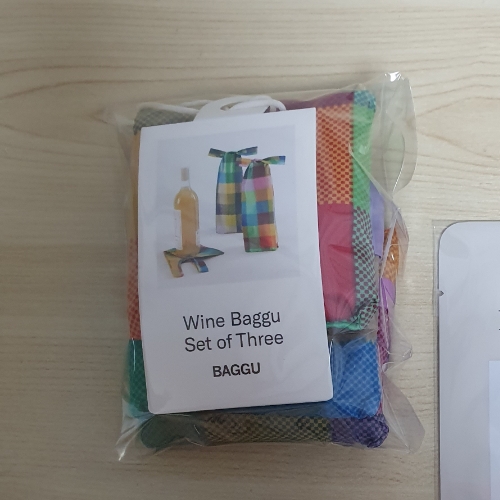 Wine Baggu
Set of Three
BAGGU